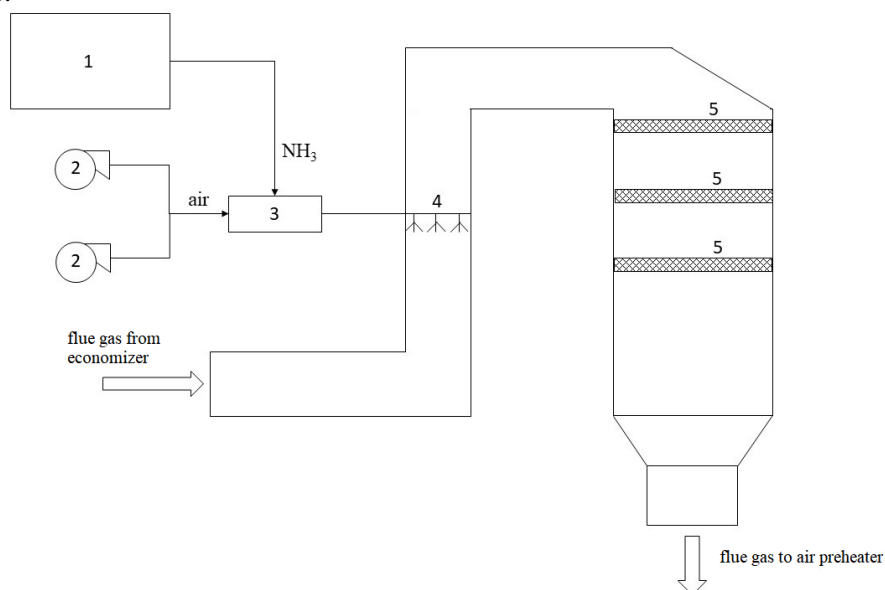 1
5
NH₃
2
5
air
3
4
2
5
flue gas from
economizer
flue gas to air preheater